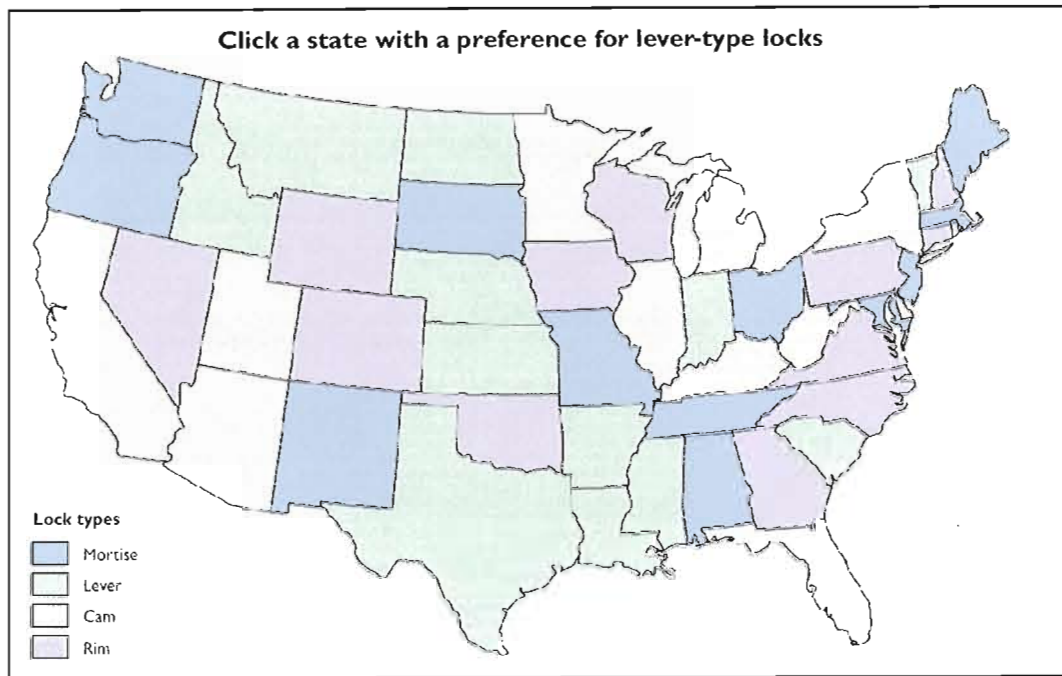 Click a state with a preference for lever-type locks
Lock types
Mortise
Lever
Cam
Rim